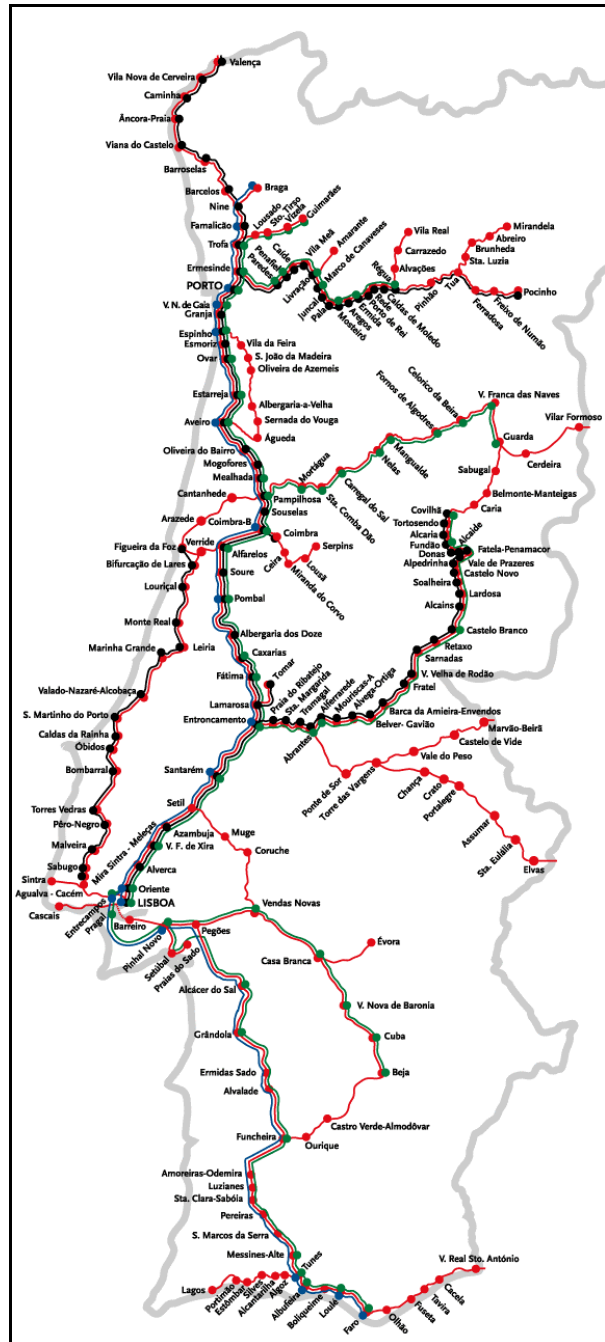 Valença
Vila Nova de Cerveira
Caminha
Âncora-Praia
Viana do Castelo
Barroselas
Barcelos
Braga
Nine
Famalicão
Lousado
Sto. Tirso
Vizela
Guimarães
Trofa
Ermesinde
Paredes
Penafiel
Caíde
Vila Meã
Livração
Amarante
Marco de Canaveses
Juncal
Pala
Mosteiró
Aregos
Ermida
Porto de Rei
Rede
Caldas de Moledo
Régua
Vila Real
Carrazedo
Alvações
Pinhão
Tua
Mirandela
Abreiro
Brunheda
Sta. Luzia
Ferradosa
Freixo de Numão
Pocinho
PORTO
V. N. de Gaia
Granja
Espinho
Esmoriz
Ovar
Vila da Feira
S. João da Madeira
Oliveira de Azemeis
Estarreja
Albergaria-a-Velha
Sernada do Vouga
Aveiro
Águeda
Oliveira do Bairro
Mogofores
Mealhada
Pampilhosa
Mortágua
Sta. Comba Dão
Carregal do Sal
Nelas
Mangualde
Fornos de Algodres
Celorico da Beira
V. Franca das Naves
Vilar Formoso
Guarda
Cerdeira
Sabugal
Belmonte-Manteigas
Caria
Covilhã
Tortosendo
Alcaria
Fundão
Donas
Alcaide
Fatela-Penamacor
Vale de Prazeres
Alpedrinha
Castelo Novo
Soalheira
Lardosa
Alcains
Castelo Branco
Retaxo
Sarnadas
V. Velha de Rodão
Fratel
Barca da Amieira-Envendos
Belver- Gavião
Cantanhede
Souselas
Arazede
Coimbra-B
Coimbra
Ceira
Miranda do Corvo
Lousã
Serpins
Figueira da Foz
Verride
Bifurcação de Lares
Alfarelos
Louriçal
Soure
Pombal
Monte Real
Albergaria dos Doze
Marinha Grande
Leiria
Caxarias
Fátima
Valado-Nazaré-Alcobaça
Lamarosa
Tomar
Entroncamento
Praia do Ribatejo
Sta. Margarida
Tramagal
Abrantes
Alferrarede
Mouriscas-A
Alvega-Ortiga
S. Martinho do Porto
Caldas da Rainha
Óbidos
Bombarral
Santarém
Ponte de Sor
Torre das Vargens
Vale do Peso
Castelo de Vide
Marvão-Beirã
Chança
Crato
Portalegre
Assumar
Sta. Eulália
Elvas
Torres Vedras
Pêro-Negro
Malveira
Sabugo
Mira Sintra - Meleças
Setil
Azambuja
V. F. de Xira
Muge
Coruche
Alverca
Sintra
Agualva - Cacém
Oriente
LISBOA
Cascais
Entrecampos
Pragal
Barreiro
Vendas Novas
Pinhal Novo
Pegões
Setúbal
Praias do Sado
Casa Branca
Évora
Alcácer do Sal
V. Nova de Baronia
Grândola
Cuba
Ermidas Sado
Beja
Alvalade
Castro Verde-Almodôvar
Funcheira
Ourique
Amoreiras-Odemira
Luzianes
Sta. Clara-Sabóia
Pereiras
S. Marcos da Serra
Messines-Alte
Tunes
Lagos
Portimão
Estômbar
Silves
Alcantarilha
Algoz
Albufeira
Boliqueime
Loulé
Faro
Olhão
Fuseta
Tavira
Cacela
V. Real Sto. António